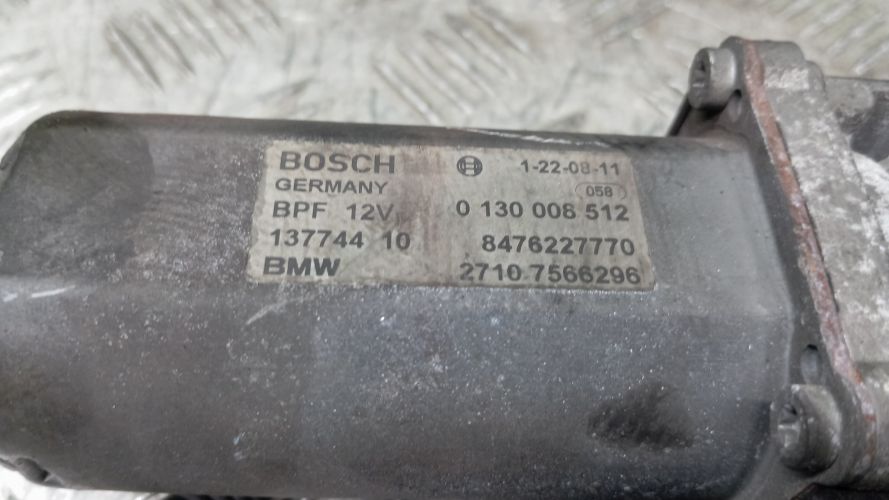 BOSCH 1-22-08-11
GERMANY 058
BPF 12V 0 130 008 512
137744 10 8476227770
BMW 2710 7566296